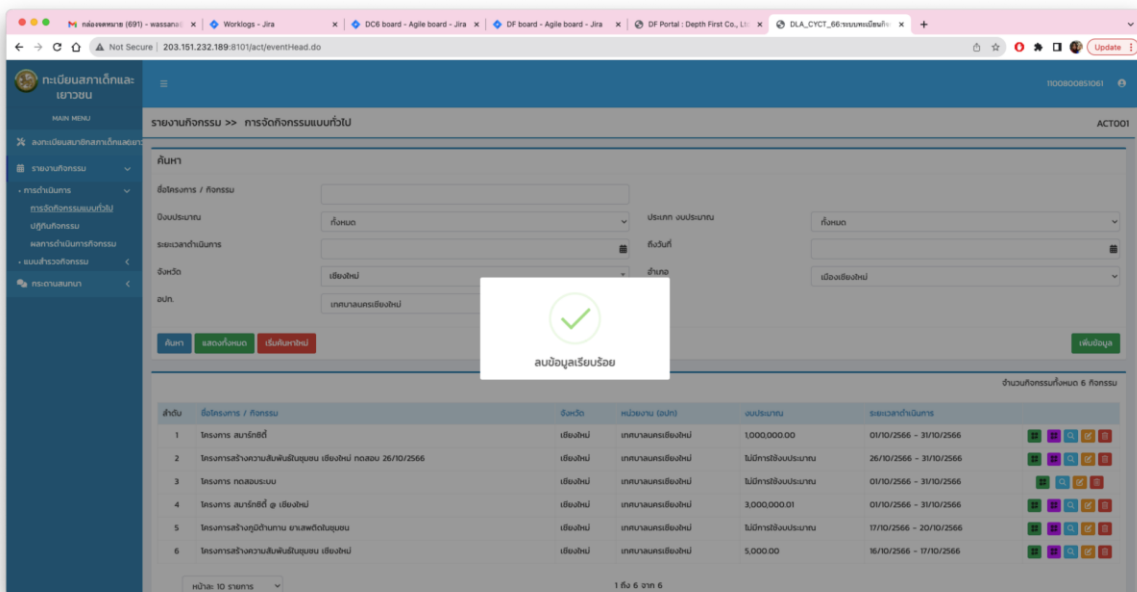 กล่องจดหมาย (691) - wassana
Worklogs - Jira
DC6 board - Agile board - Jira
DF board - Agile board - Jira
DF Portal : Depth First Co., Lt
DLA_CYCT_66:ระบบทะเบียนกิจ
Not Secure
203.151.232.189:8101/act/eventHead.do
Update
ทะเบียนสภาเด็กและ
เยาวชน
1100800851061
MAIN MENU
รายงานกิจกรรม >> การจัดกิจกรรมแบบทั่วไป
ACT001
ลงทะเบียนสมาชิกสภาเด็กและเยาว
รายงานกิจกรรม
การดำเนินการ
การจัดกิจกรรมแบบทั่วไป
ปฏิทินกิจกรรม
ผลการดำเนินการกิจกรรม
แบบสำรวจกิจกรรม
กระดานสนทนา
ค้นหา
ชื่อโครงการ / กิจกรรม
ปีงบประมาณ ทั้งหมด ประเภท งบประมาณ ทั้งหมด
ระยะเวลาดำเนินการ ถึงวันที่
จังหวัด เชียงใหม่ อำเภอ เมืองเชียงใหม่
อปท. เทศบาลนครเชียงใหม่
ค้นหา แสดงทั้งหมด เริ่มค้นหาใหม่ เพิ่มข้อมูล
ลบข้อมูลเรียบร้อย
จำนวนกิจกรรมทั้งหมด 6 กิจกรรม
ลำดับ ชื่อโครงการ / กิจกรรม จังหวัด หน่วยงาน (อปท) งบประมาณ ระยะเวลาดำเนินการ
1 โครงการ สมาร์ทซิตี้ เชียงใหม่ เทศบาลนครเชียงใหม่ 1,000,000.00 01/10/2566 - 31/10/2566
2 โครงการสร้างความสัมพันธ์ในชุมชน เชียงใหม่ ทดสอบ 26/10/2566 เชียงใหม่ เทศบาลนครเชียงใหม่ ไม่มีการใช้งบประมาณ 26/10/2566 - 31/10/2566
3 โครงการ ทดสอบระบบ เชียงใหม่ เทศบาลนครเชียงใหม่ ไม่มีการใช้งบประมาณ 01/10/2566 - 31/10/2566
4 โครงการ สมาร์ทซิตี้ @ เชียงใหม่ เชียงใหม่ เทศบาลนครเชียงใหม่ 3,000,000.01 01/10/2566 - 31/10/2566
5 โครงการสร้างภูมิต้านทาน ยาเสพติดในชุมชน เชียงใหม่ เทศบาลนครเชียงใหม่ ไม่มีการใช้งบประมาณ 17/10/2566 - 20/10/2566
6 โครงการสร้างความสัมพันธ์ในชุมชน เชียงใหม่ เชียงใหม่ เทศบาลนครเชียงใหม่ 5,000.00 16/10/2566 - 17/10/2566
หน้าละ 10 รายการ 1 ถึง 6 จาก 6